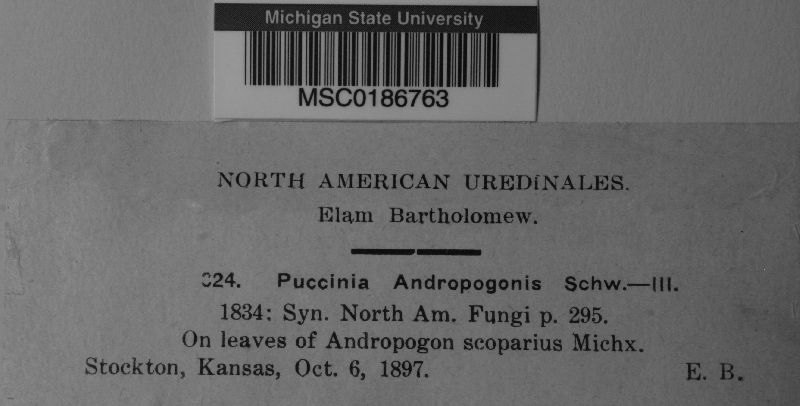 Michigan State University
MSC0186763
NORTH AMERICAN UREDINALES.
Elam Bartholomew.
Puccinia Andropogonis Schw.—III.
1834: Syn. North Am. Fungi p. 295.
On leaves of Andropogon scoparius Michx.
Stockton, Kansas, Oct. 6, 1897. E. B.